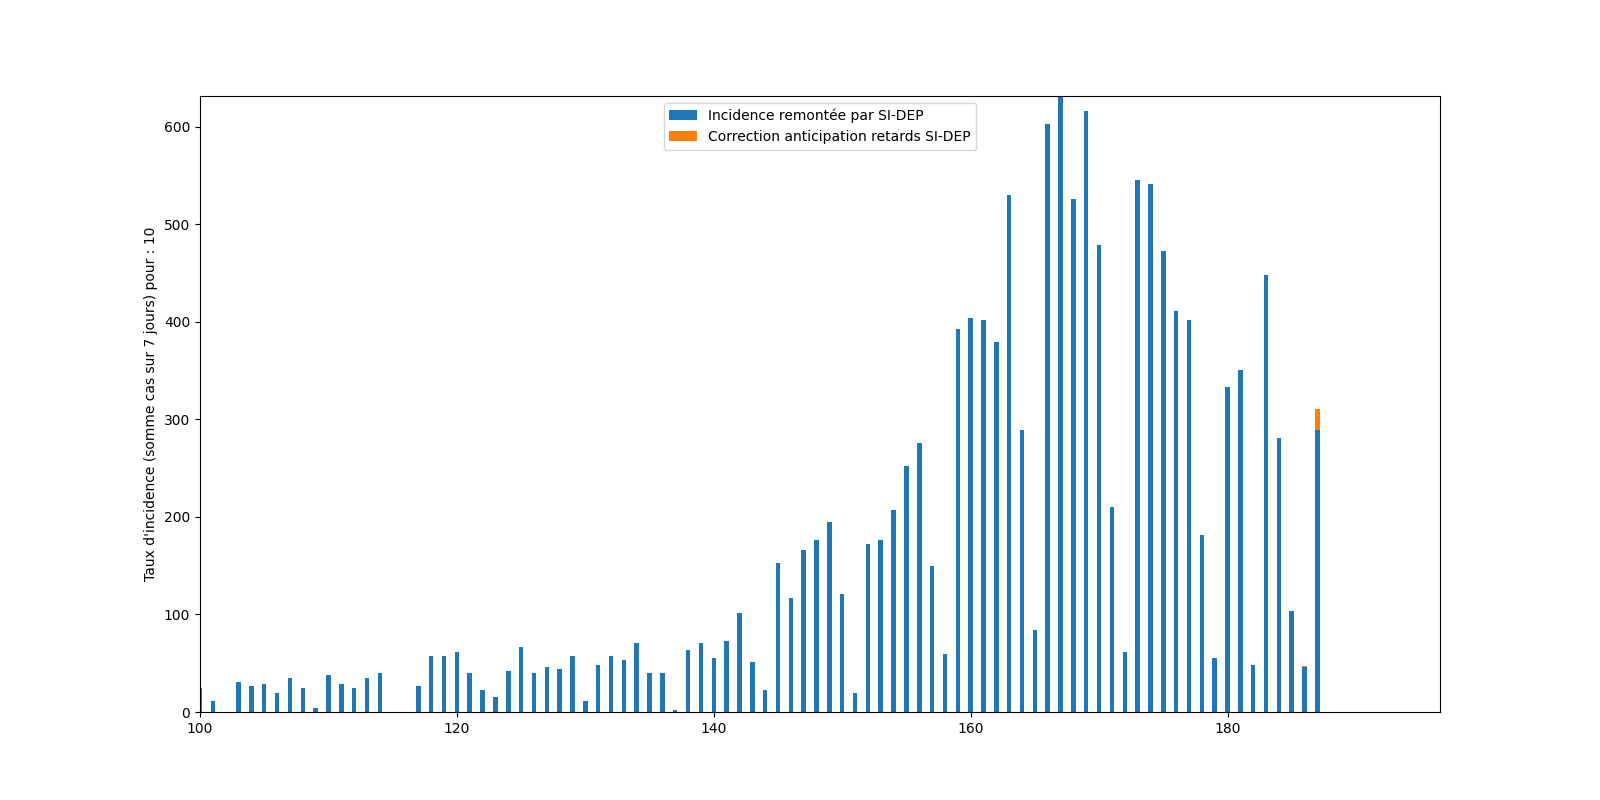 Incidence remontée par SI-DEP
Correction anticipation retards SI-DEP
Taux d'incidence (somme cas sur 7 jours) pour : 10
600
500
400
300
200
100
0
100 120 140 160 180